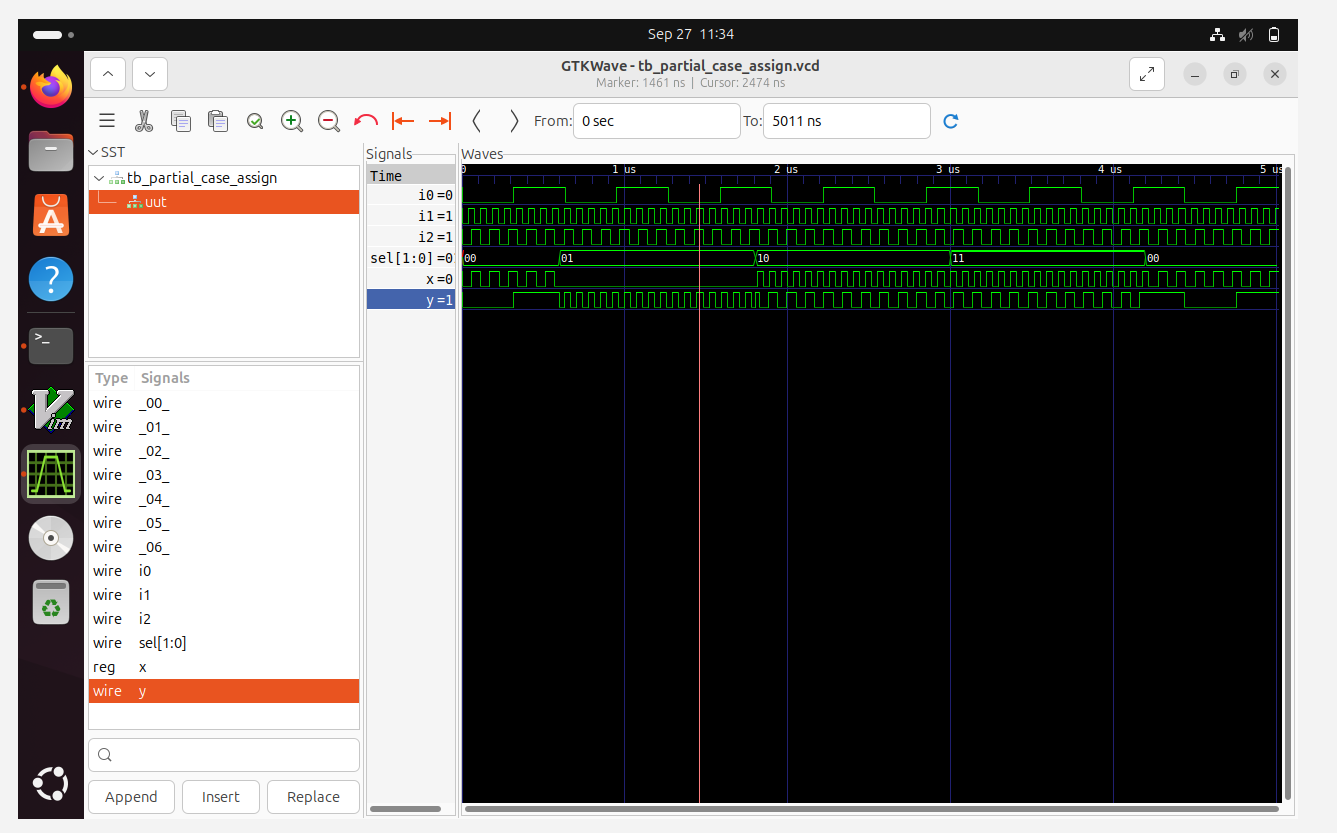 Sep 27 11:34
GTKWave - tb_partial_case_assign.vcd
Marker: 1461 ns | Cursor: 2474 ns
From: 0 sec To: 5011 ns
SST
tb_partial_case_assign
uut
Type Signals
wire _00_
wire _01_
wire _02_
wire _03_
wire _04_
wire _05_
wire _06_
wire i0
wire i1
wire i2
wire sel[1:0]
reg x
wire y
Append Insert Replace
Signals
Time
i0 =0
i1 =1
i2 =1
sel[1:0] =0
x =0
y =1
Waves
0 1 us 2 us 3 us 4 us 5 us
00 01 10 11 00
>_
?
Vim